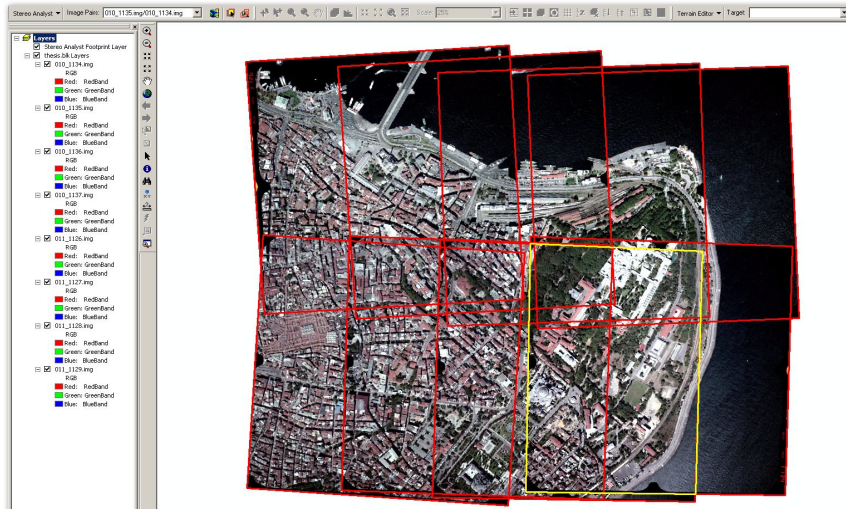 Stereo Analyst Image Pairs: 010_1135.img/010_1134.img Scale: 25% Terrain Editor Target:
Layers
Stereo Analyst Footprint Layer
thesis.blk Layers
010_1134.img
RGB
Red: RedBand
Green: GreenBand
Blue: BlueBand
010_1135.img
RGB
Red: RedBand
Green: GreenBand
Blue: BlueBand
010_1136.img
RGB
Red: RedBand
Green: GreenBand
Blue: BlueBand
010_1137.img
RGB
Red: RedBand
Green: GreenBand
Blue: BlueBand
011_1126.img
RGB
Red: RedBand
Green: GreenBand
Blue: BlueBand
011_1127.img
RGB
Red: RedBand
Green: GreenBand
Blue: BlueBand
011_1128.img
RGB
Red: RedBand
Green: GreenBand
Blue: BlueBand
011_1129.img
RGB
Red: RedBand
Green: GreenBand
Blue: BlueBand